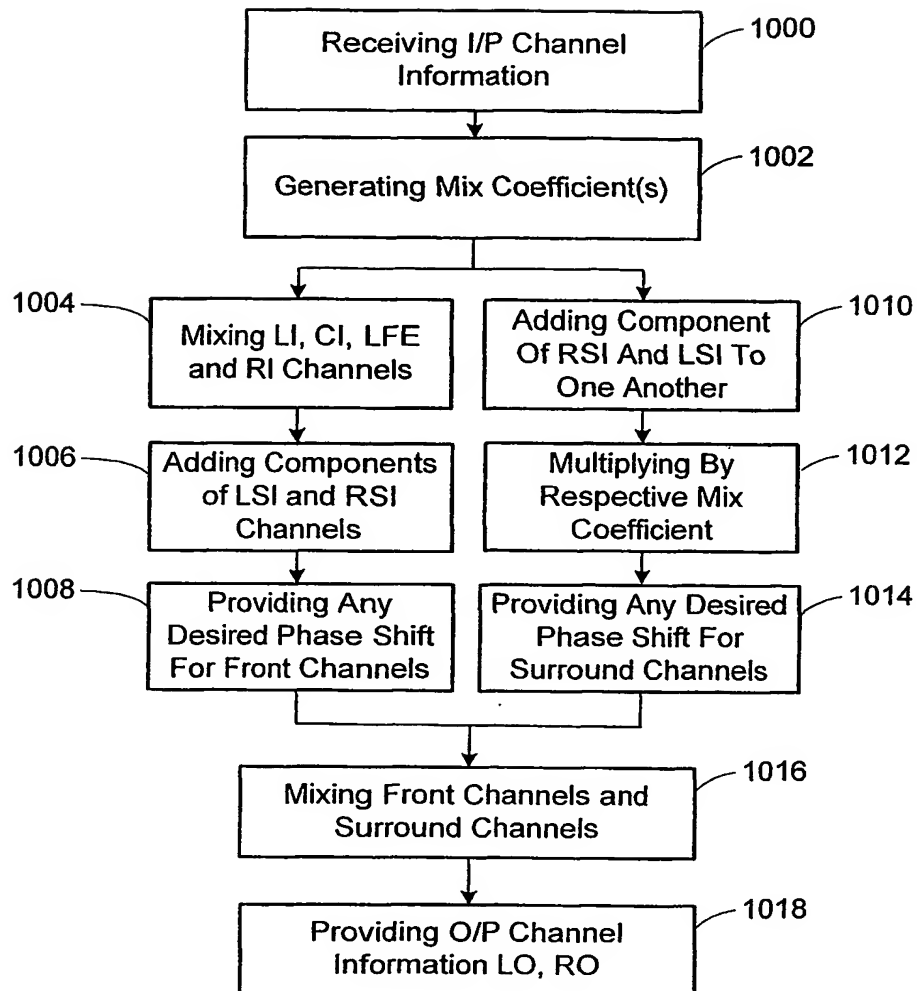 Receiving I/P Channel
Information
1000
Generating Mix Coefficient(s)
1002
1004
Mixing LI, CI, LFE
and RI Channels
1006
Adding Components
of LSI and RSI
Channels
1008
Providing Any
Desired Phase Shift
For Front Channels
Adding Component
Of RSI And LSI To
One Another
1010
Multiplying By
Respective Mix
Coefficient
1012
Providing Any Desired
Phase Shift For
Surround Channels
1014
Mixing Front Channels and
Surround Channels
1016
Providing O/P Channel
Information LO, RO
1018